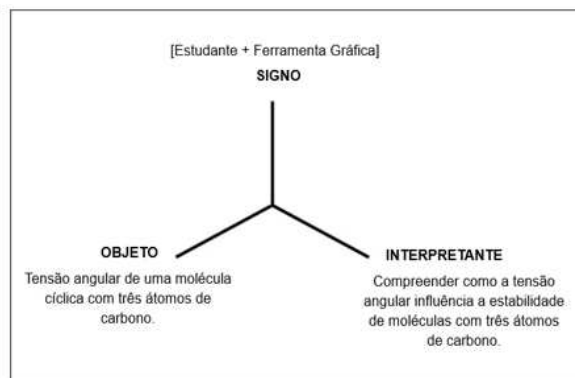 [Estudante + Ferramenta Gráfica]
SIGNO
OBJETO
Tensão angular de uma molécula
cíclica com três átomos de
carbono.
INTERPRETANTE
Compreender como a tensão
angular influência a estabilidade
de moléculas com três átomos
de carbono.